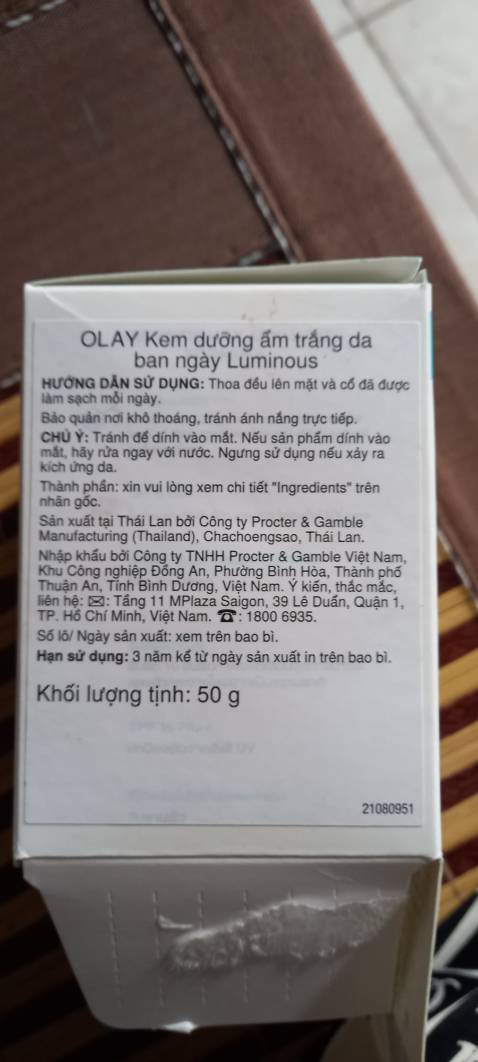 OLAY Kem dưỡng ẩm trắng da
ban ngày Luminous
HƯỚNG DẪN SỬ DỤNG: Thoa đều lên mặt và cổ đã được
làm sạch mỗi ngày.
Bảo quản nơi khô thoáng, tránh ánh nắng trực tiếp.
CHÚ Ý: Tránh để dính vào mắt. Nếu sản phẩm dính vào
mắt, hãy rửa ngay với nước. Ngưng sử dụng nếu xảy ra
kích ứng da.
Thành phần: xin vui lòng xem chi tiết "Ingredients" trên
nhãn gốc.
Sản xuất tại Thái Lan bởi Công ty Procter & Gamble
Manufacturing (Thailand), Chachoengsao, Thái Lan.
Nhập khẩu bởi Công ty TNHH Procter & Gamble Việt Nam,
Khu Công nghiệp Đồng An, Phường Bình Hòa, Thành phố
Thuận An, Tỉnh Bình Dương, Việt Nam. Ý kiến, thắc mắc,
liên hệ: ✉: Tầng 11 MPlaza Saigon, 39 Lê Duẩn, Quận 1,
TP. Hồ Chí Minh, Việt Nam. ☎: 1800 6935.
Số lô/ Ngày sản xuất: xem trên bao bì.
Hạn sử dụng: 3 năm kể từ ngày sản xuất in trên bao bì.
Khối lượng tịnh: 50 g
21080951